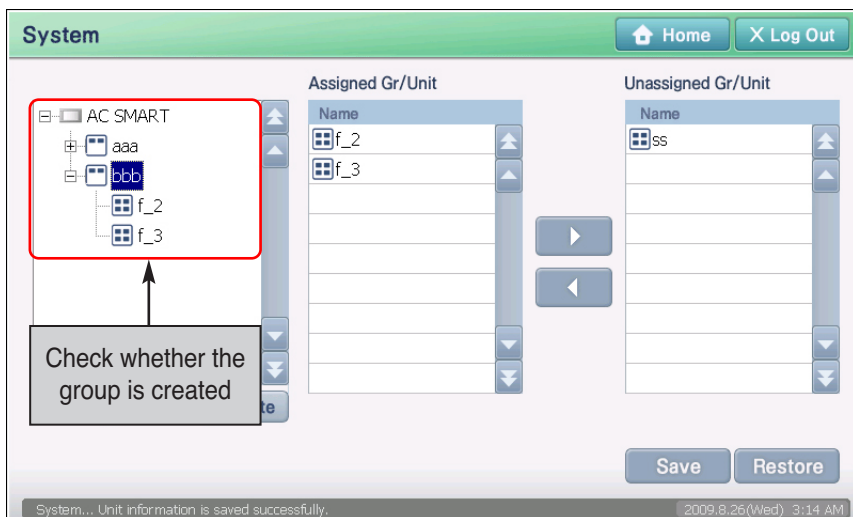 System
Home
X Log Out
Assigned Gr/Unit
Unassigned Gr/Unit
AC SMART
aaa
bbb
f_2
f_3
Name
f_2
f_3
Name
ss
Check whether the
group is created
te
Save
Restore
System... Unit information is saved successfully.
2009.8.26(Wed) 3:14 AM